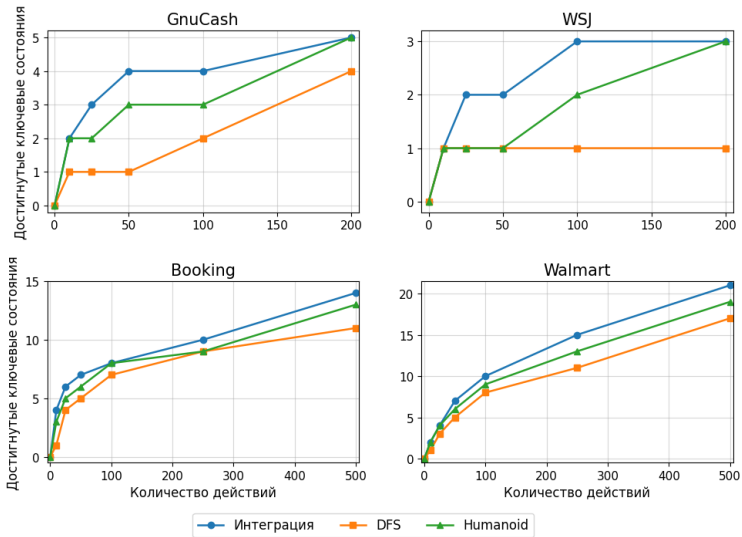 GnuCash
WSJ
Достигнутые ключевые состояния
5
4
3
2
1
0
0 50 100 150 200
3
2
1
0
0 50 100 150 200
Booking
Walmart
Достигнутые ключевые состояния
15
10
5
0
0 100 200 300 400 500
Количество действий
20
15
10
5
0
0 100 200 300 400 500
Количество действий
Интеграция DFS Humanoid